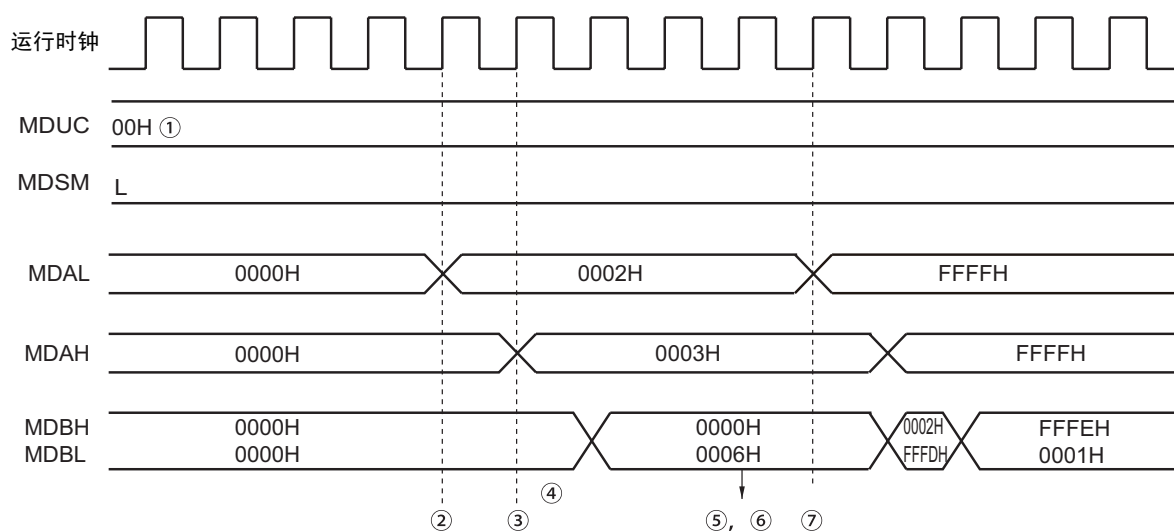 运行时钟
MDUC 00H ①
MDSM L
MDAL 0000H 0002H FFFFH
MDAH 0000H 0003H FFFFH
MDBH 0000H 0000H 0002H FFFEH
MDBL 0000H 0006H FFFDH 0001H
④
② ③ ⑤, ⑥ ⑦